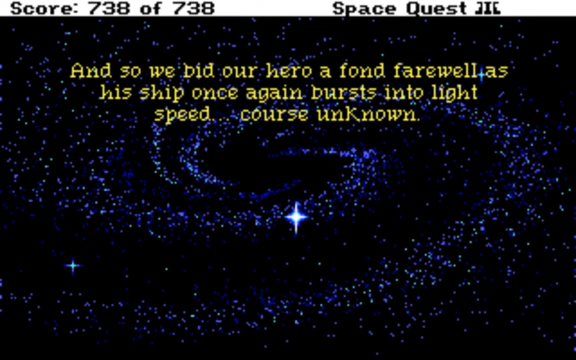 Score: 738 of 738 Space Quest III
And so we bid our hero a fond farewell as
his ship once again bursts into light
speed... course unknown.